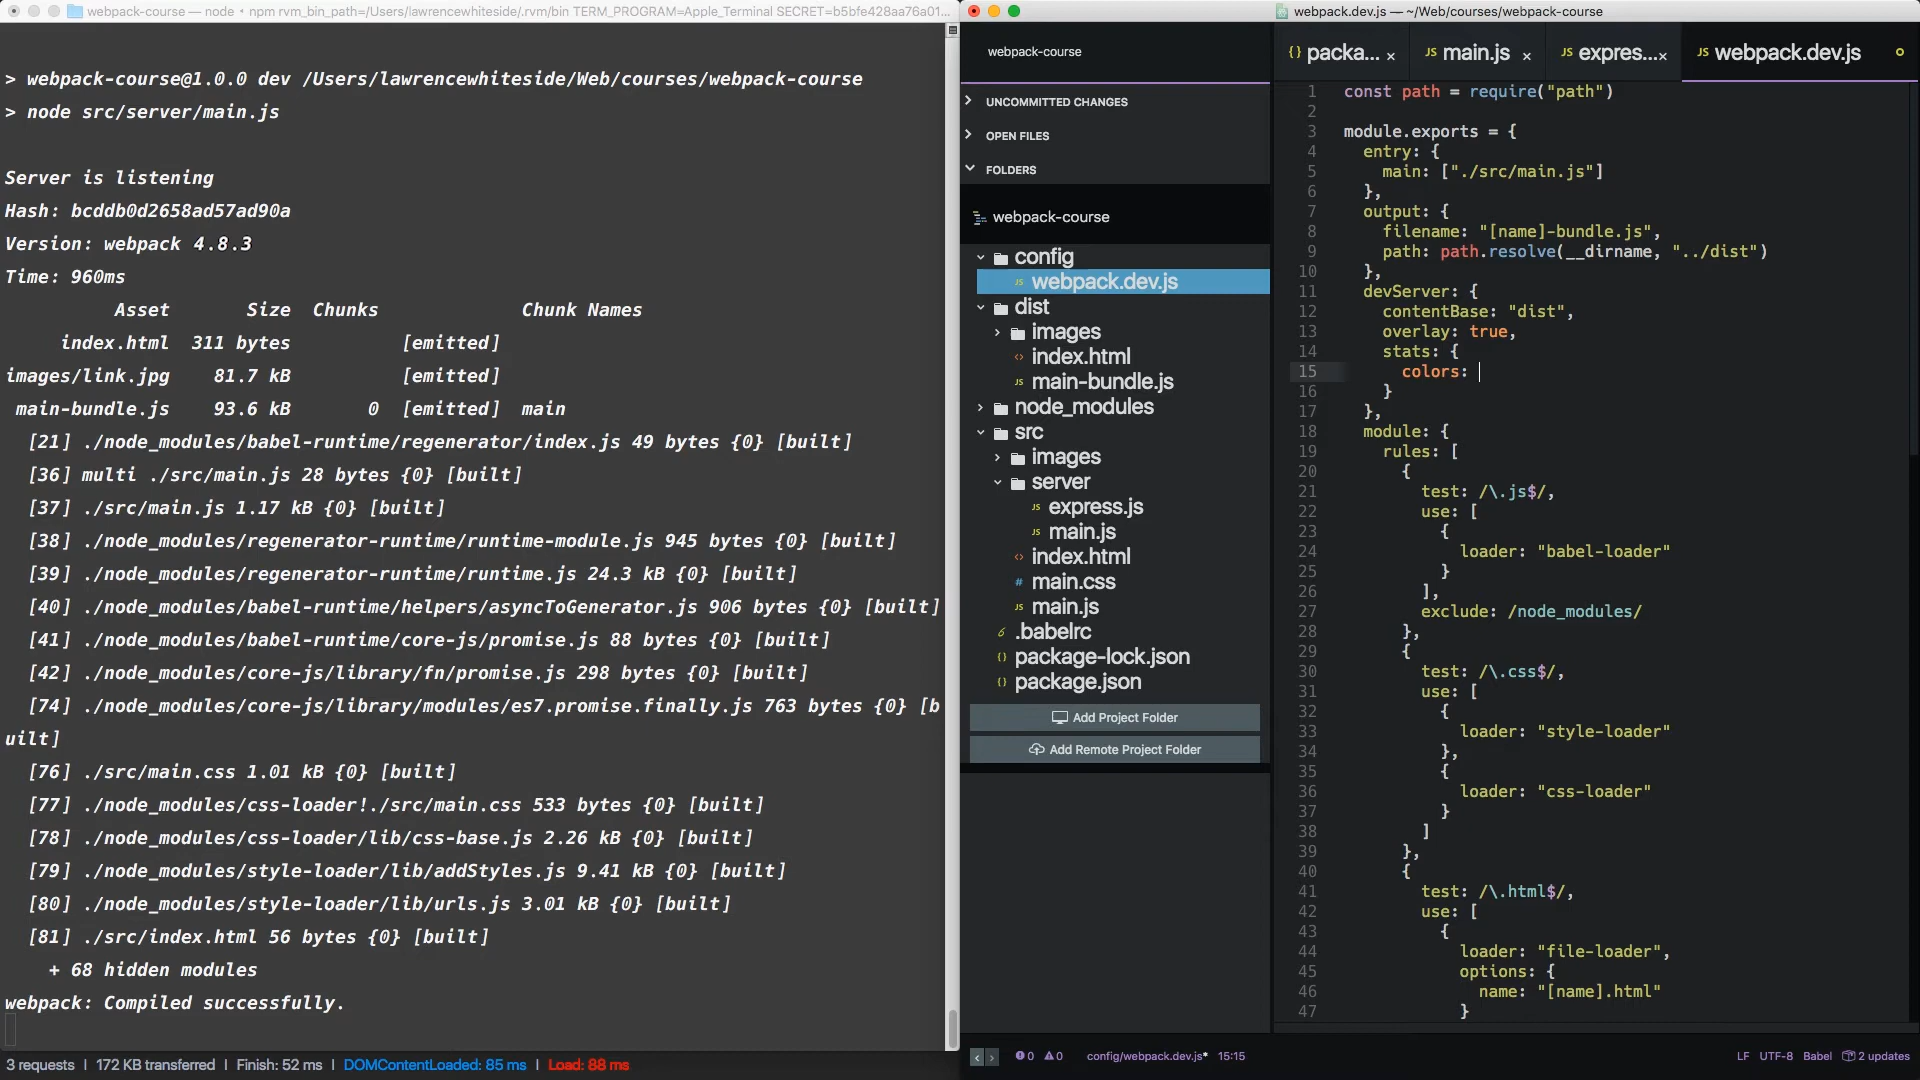 webpack-course — node • npm rvm_bin_path=/Users/lawrencewhiteside/.rvm/bin TERM_PROGRAM=Apple_Terminal SECRET=b5bfe428aa76a01...
> webpack-course@1.0.0 dev /Users/lawrencewhiteside/Web/courses/webpack-course
> node src/server/main.js
Server is listening
Hash: bcddb0d2658ad57ad90a
Version: webpack 4.8.3
Time: 960ms
Asset Size Chunks Chunk Names
index.html 311 bytes [emitted]
images/link.jpg 81.7 kB [emitted]
main-bundle.js 93.6 kB 0 [emitted] main
[21] ./node_modules/babel-runtime/regenerator/index.js 49 bytes {0} [built]
[36] multi ./src/main.js 28 bytes {0} [built]
[37] ./src/main.js 1.17 kB {0} [built]
[38] ./node_modules/regenerator-runtime/runtime-module.js 945 bytes {0} [built]
[39] ./node_modules/regenerator-runtime/runtime.js 24.3 kB {0} [built]
[40] ./node_modules/babel-runtime/helpers/asyncToGenerator.js 906 bytes {0} [built]
[41] ./node_modules/babel-runtime/core-js/promise.js 88 bytes {0} [built]
[42] ./node_modules/core-js/library/fn/promise.js 298 bytes {0} [built]
[74] ./node_modules/core-js/library/modules/es7.promise.finally.js 763 bytes {0} [b
uilt]
[76] ./src/main.css 1.01 kB {0} [built]
[77] ./node_modules/css-loader!./src/main.css 533 bytes {0} [built]
[78] ./node_modules/css-loader/lib/css-base.js 2.26 kB {0} [built]
[79] ./node_modules/style-loader/lib/addStyles.js 9.41 kB {0} [built]
[80] ./node_modules/style-loader/lib/urls.js 3.01 kB {0} [built]
[81] ./src/index.html 56 bytes {0} [built]
+ 68 hidden modules
webpack: Compiled successfully.
3 requests | 172 KB transferred | Finish: 52 ms | DOMContentLoaded: 85 ms | Load: 88 ms
webpack.dev.js — ~/Web/courses/webpack-course
webpack-course
UNCOMMITTED CHANGES
OPEN FILES
FOLDERS
webpack-course
config
JS webpack.dev.js
dist
images
<> index.html
JS main-bundle.js
node_modules
src
images
server
JS express.js
JS main.js
<> index.html
# main.css
JS main.js
6 .babelrc
{} package-lock.json
{} package.json
Add Project Folder
Add Remote Project Folder
{} packa... × JS main.js × JS expres... × JS webpack.dev.js
1 const path = require("path")
2
3 module.exports = {
4 entry: {
5 main: ["./src/main.js"]
6 },
7 output: {
8 filename: "[name]-bundle.js",
9 path: path.resolve(__dirname, "../dist")
10 },
11 devServer: {
12 contentBase: "dist",
13 overlay: true,
14 stats: {
15 colors:
16 }
17 },
18 module: {
19 rules: [
20 {
21 test: /\.js$/,
22 use: [
23 {
24 loader: "babel-loader"
25 }
26 ],
27 exclude: /node_modules/
28 },
29 {
30 test: /\.css$/,
31 use: [
32 {
33 loader: "style-loader"
34 },
35 {
36 loader: "css-loader"
37 }
38 ]
39 },
40 {
41 test: /\.html$/,
42 use: [
43 {
44 loader: "file-loader",
45 options: {
46 name: "[name].html"
47 }
0 0 config/webpack.dev.js* 15:15 LF UTF-8 Babel 2 updates